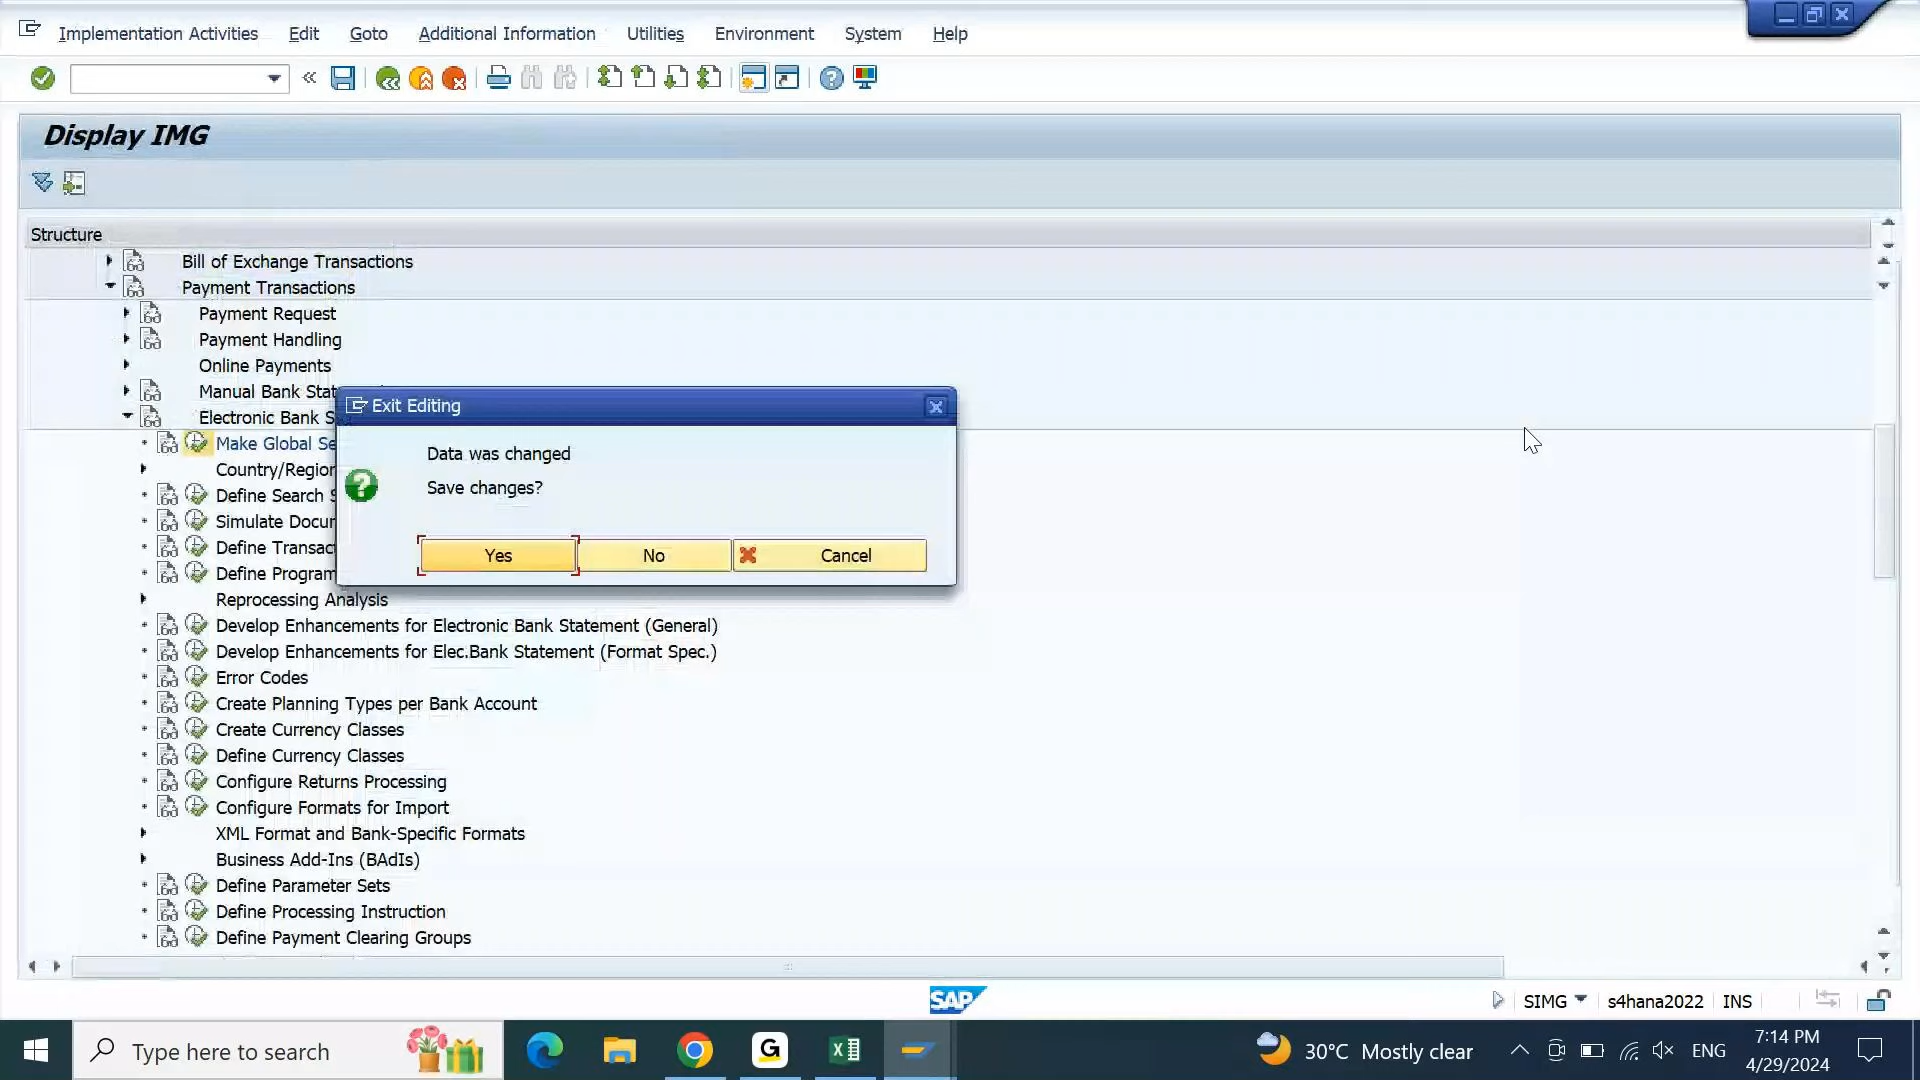 Implementation Activities Edit Goto Additional Information Utilities Environment System Help
Display IMG
Structure
Bill of Exchange Transactions
Payment Transactions
Payment Request
Payment Handling
Online Payments
Manual Bank Stat
Electronic Bank S
Exit Editing
Data was changed
Save changes?
Yes No Cancel
Make Global Se
Country/Region
Define Search S
Simulate Docu
Define Transac
Define Program
Reprocessing Analysis
Develop Enhancements for Electronic Bank Statement (General)
Develop Enhancements for Elec.Bank Statement (Format Spec.)
Error Codes
Create Planning Types per Bank Account
Create Currency Classes
Define Currency Classes
Configure Returns Processing
Configure Formats for Import
XML Format and Bank-Specific Formats
Business Add-Ins (BAdIs)
Define Parameter Sets
Define Processing Instruction
Define Payment Clearing Groups
SAP SIMG s4hana2022 INS
Type here to search
30°C Mostly clear ENG
7:14 PM
4/29/2024